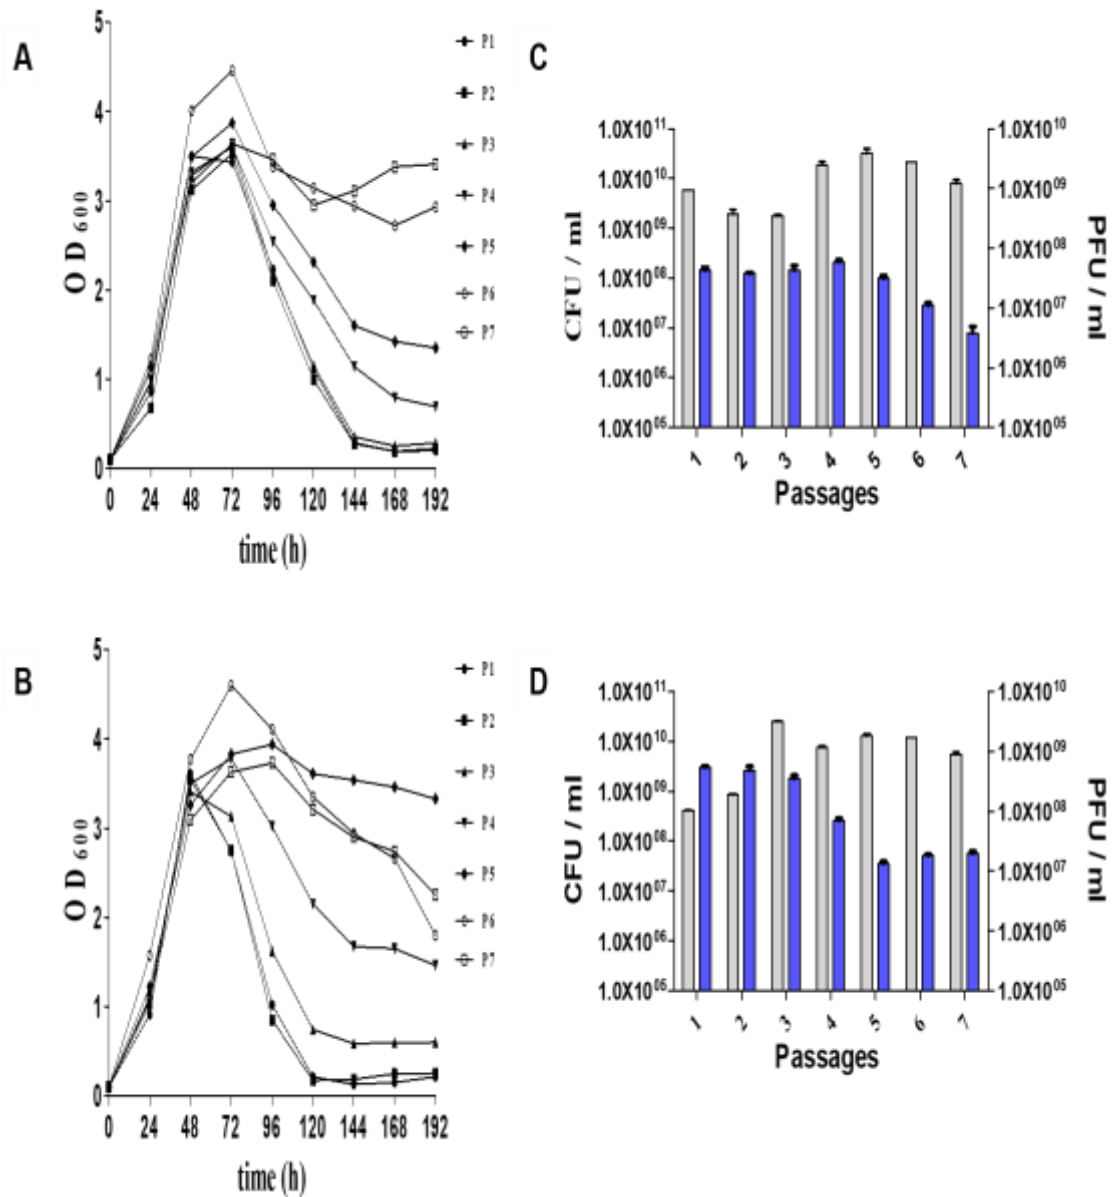 A
5
4
3
2
1
0
OD 600
0 24 48 72 96 120 144 168 192
time (h)
P1
P2
P3
P4
P5
P6
P7
C
1.0X10^11
1.0X10^10
1.0X10^09
1.0X10^08
1.0X10^07
1.0X10^06
1.0X10^05
CFU / ml
1.0X10^10
1.0X10^09
1.0X10^08
1.0X10^07
1.0X10^06
1.0X10^05
PFU / ml
1 2 3 4 5 6 7
Passages
B
5
4
3
2
1
0
OD 600
0 24 48 72 96 120 144 168 192
time (h)
P1
P2
P3
P4
P5
P6
P7
D
1.0X10^11
1.0X10^10
1.0X10^09
1.0X10^08
1.0X10^07
1.0X10^06
1.0X10^05
CFU / ml
1.0X10^10
1.0X10^09
1.0X10^08
1.0X10^07
1.0X10^06
1.0X10^05
PFU / ml
1 2 3 4 5 6 7
Passages